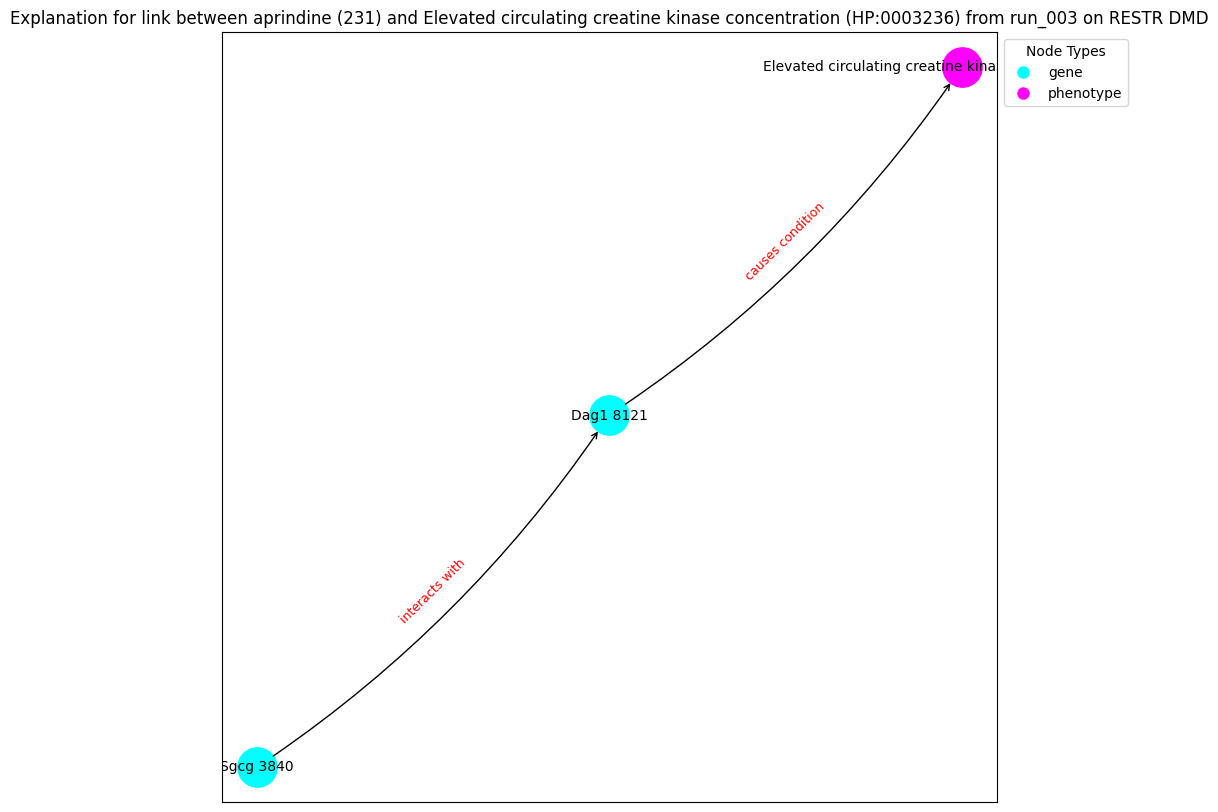 Explanation for link between aprindine (231) and Elevated circulating creatine kinase concentration (HP:0003236) from run_003 on RESTR DMD
Node Types
gene
phenotype
Elevated circulating creatine kina
causes condition
Dag1 8121
interacts with
Sgcg 3840